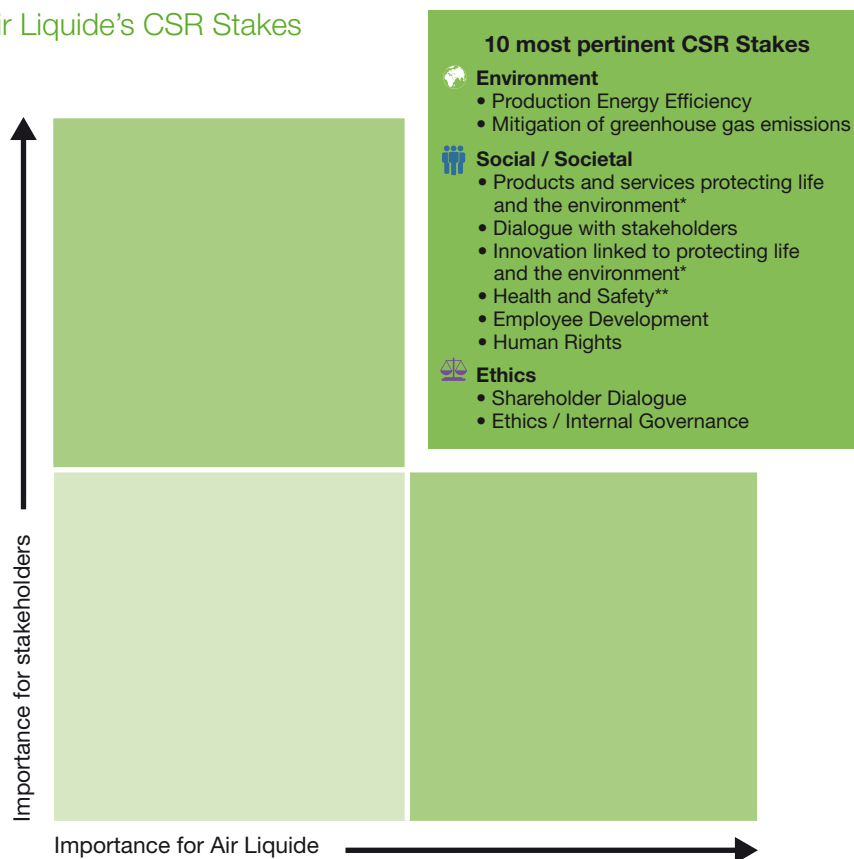 ir Liquide's CSR Stakes
10 most pertinent CSR Stakes
Environment
• Production Energy Efficiency
• Mitigation of greenhouse gas emissions
Social / Societal
• Products and services protecting life
and the environment*
• Dialogue with stakeholders
• Innovation linked to protecting life
and the environment*
• Health and Safety**
• Employee Development
• Human Rights
Ethics
• Shareholder Dialogue
• Ethics / Internal Governance
Importance for stakeholders
Importance for Air Liquide